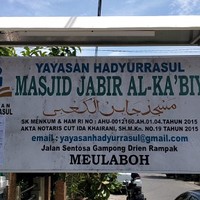 YAYASAN HADYURRASUL
MASJID JABIR AL-KA'BIY
مسجد جابر الكعبي
SK MENKUM & HAM RI NO : AHU-0012160.AH.01.04.TAHUN 2015
AKTA NOTARIS CUT IDA KHAIRANI, SH.M.Kn. NO.19 TAHUN 2015
email : yayasanhadyurrasul@gmail.com
Jalan Sentosa Gampong Drien Rampak
MEULABOH